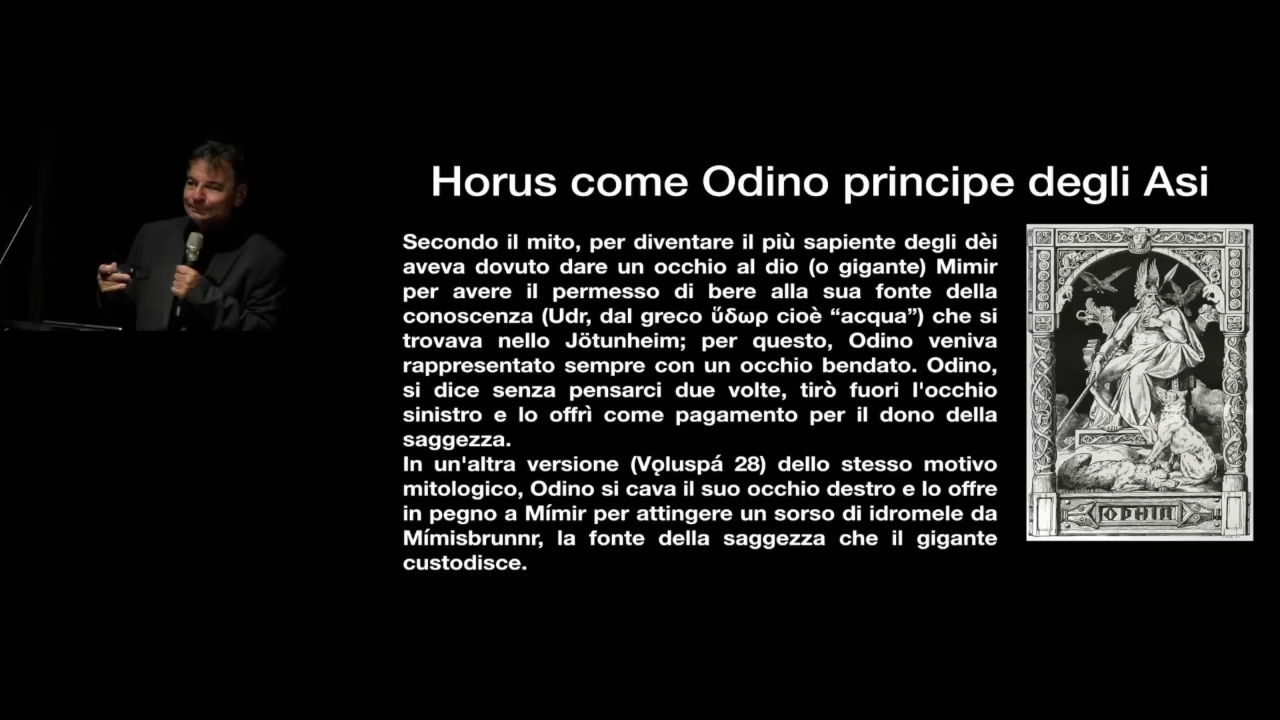 Horus come Odino principe degli Asi
Secondo il mito, per diventare il più sapiente degli dèi
aveva dovuto dare un occhio al dio (o gigante) Mimir
per avere il permesso di bere alla sua fonte della
conoscenza (Udr, dal greco ὕδωρ cioè “acqua”) che si
trovava nello Jötunheim; per questo, Odino veniva
rappresentato sempre con un occhio bendato. Odino,
si dice senza pensarci due volte, tirò fuori l'occhio
sinistro e lo offrì come pagamento per il dono della
saggezza.
In un'altra versione (Vǫluspá 28) dello stesso motivo
mitologico, Odino si cava il suo occhio destro e lo offre
in pegno a Mímir per attingere un sorso di idromele da
Mímisbrunnr, la fonte della saggezza che il gigante
custodisce.
ODHIN